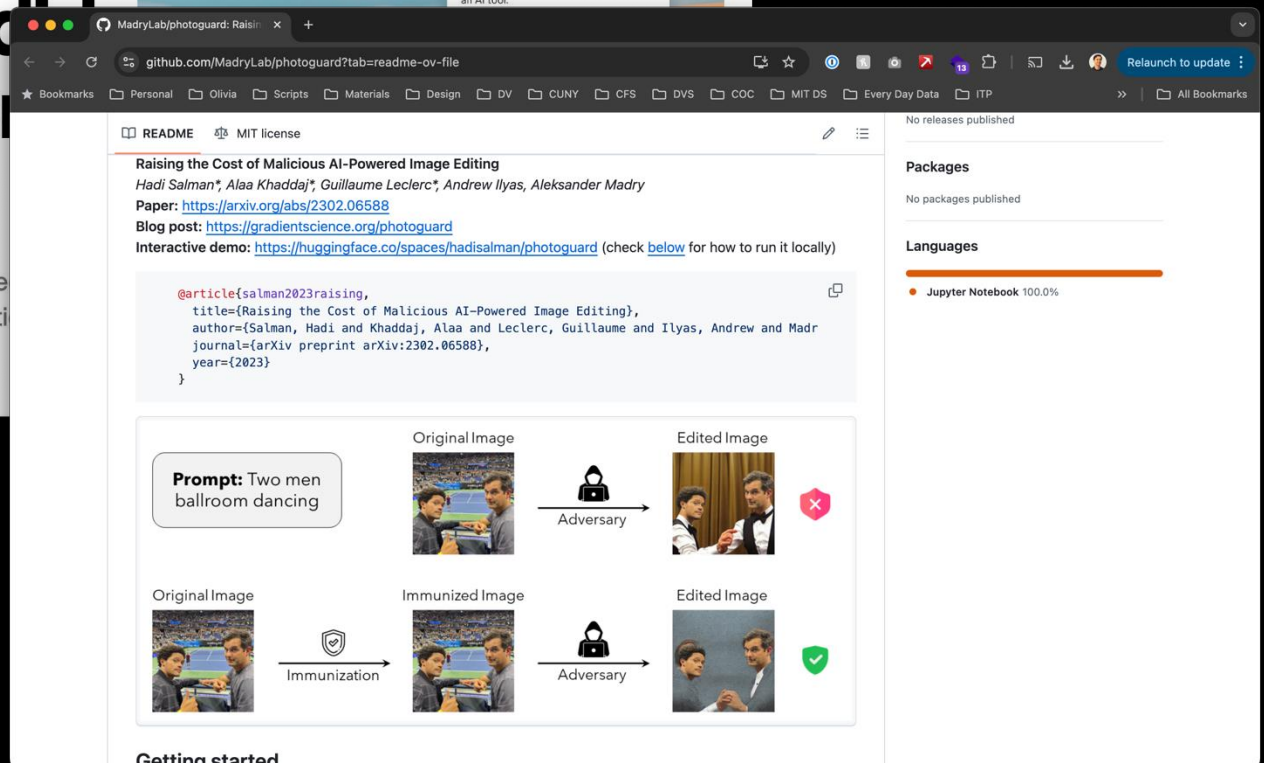 an AI tool.
MadryLab/photoguard: Raisin
github.com/MadryLab/photoguard?tab=readme-ov-file
13
Relaunch to update
Bookmarks Personal Olivia Scripts Materials Design DV CUNY CFS DVS COC MIT DS Every Day Data ITP » All Bookmarks
README MIT license
Raising the Cost of Malicious AI-Powered Image Editing
Hadi Salman*, Alaa Khaddaj*, Guillaume Leclerc*, Andrew Ilyas, Aleksander Madry
Paper: https://arxiv.org/abs/2302.06588
Blog post: https://gradientscience.org/photoguard
Interactive demo: https://huggingface.co/spaces/hadisalman/photoguard (check below for how to run it locally)
@article{salman2023raising,
title={Raising the Cost of Malicious AI-Powered Image Editing},
author={Salman, Hadi and Khaddaj, Alaa and Leclerc, Guillaume and Ilyas, Andrew and Madr
journal={arXiv preprint arXiv:2302.06588},
year={2023}
}
Prompt: Two men
ballroom dancing
Original Image
Adversary
Edited Image
Original Image
Immunization
Immunized Image
Adversary
Edited Image
Getting started
No releases published
Packages
No packages published
Languages
Jupyter Notebook 100.0%